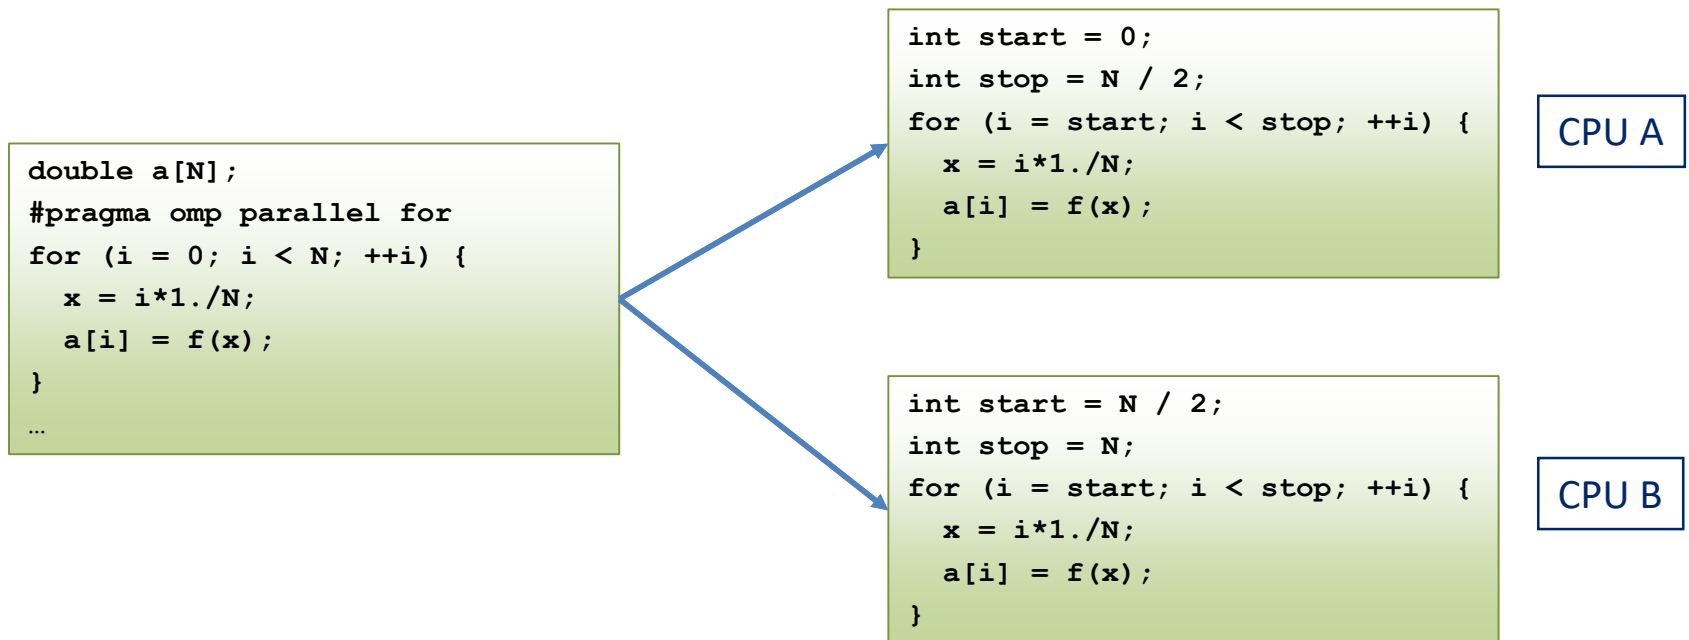 double a[N];
#pragma omp parallel for
for (i = 0; i < N; ++i) {
  x = i*1./N;
  a[i] = f(x);
}
…
int start = 0;
int stop = N / 2;
for (i = start; i < stop; ++i) {
  x = i*1./N;
  a[i] = f(x);
}
CPU A
int start = N / 2;
int stop = N;
for (i = start; i < stop; ++i) {
  x = i*1./N;
  a[i] = f(x);
}
CPU B